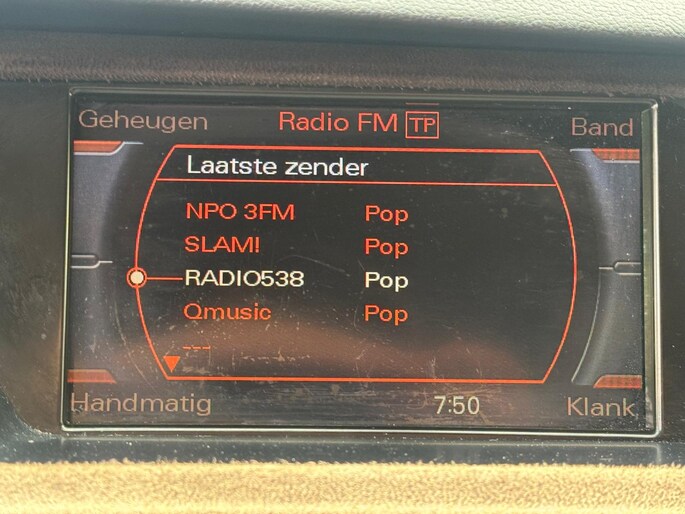 Geheugen Radio FM TP Band
Laatste zender
NPO 3FM Pop
SLAM! Pop
RADIO538 Pop
Qmusic Pop
---
Handmatig 7:50 Klank